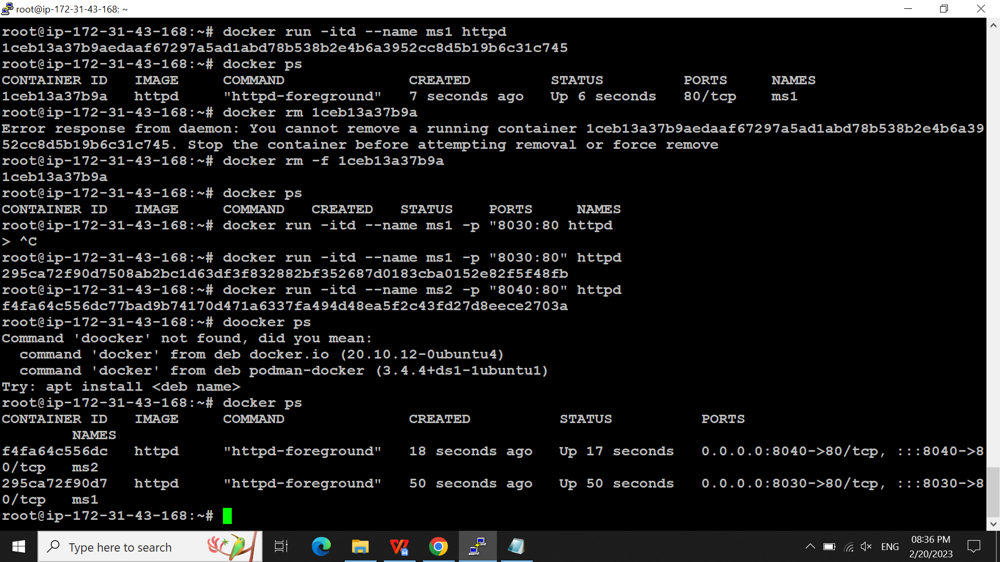 root@ip-172-31-43-168: ~
root@ip-172-31-43-168:~# docker run -itd --name ms1 httpd
1ceb13a37b9aedaaf67297a5ad1abd78b538b2e4b6a3952cc8d5b19b6c31c745
root@ip-172-31-43-168:~# docker ps
CONTAINER ID   IMAGE     COMMAND              CREATED         STATUS         PORTS     NAMES
1ceb13a37b9a   httpd     "httpd-foreground"   7 seconds ago   Up 6 seconds   80/tcp    ms1
root@ip-172-31-43-168:~# docker rm 1ceb13a37b9a
Error response from daemon: You cannot remove a running container 1ceb13a37b9aedaaf67297a5ad1abd78b538b2e4b6a39
52cc8d5b19b6c31c745. Stop the container before attempting removal or force remove
root@ip-172-31-43-168:~# docker rm -f 1ceb13a37b9a
1ceb13a37b9a
root@ip-172-31-43-168:~# docker ps
CONTAINER ID   IMAGE     COMMAND   CREATED   STATUS    PORTS     NAMES
root@ip-172-31-43-168:~# docker run -itd --name ms1 -p "8030:80 httpd
> ^C
root@ip-172-31-43-168:~# docker run -itd --name ms1 -p "8030:80" httpd
295ca72f90d7508ab2bc1d63df3f832882bf352687d0183cba0152e82f5f48fb
root@ip-172-31-43-168:~# docker run -itd --name ms2 -p "8040:80" httpd
f4fa64c556dc77bad9b74170d471a6337fa494d48ea5f2c43fd27d8eece2703a
root@ip-172-31-43-168:~# doocker ps
Command 'doocker' not found, did you mean:
  command 'docker' from deb docker.io (20.10.12-0ubuntu4)
  command 'docker' from deb podman-docker (3.4.4+ds1-1ubuntu1)
Try: apt install <deb name>
root@ip-172-31-43-168:~# docker ps
CONTAINER ID   IMAGE     COMMAND              CREATED          STATUS          PORTS
        NAMES
f4fa64c556dc   httpd     "httpd-foreground"   18 seconds ago   Up 17 seconds   0.0.0.0:8040->80/tcp, :::8040->8
0/tcp   ms2
295ca72f90d7   httpd     "httpd-foreground"   50 seconds ago   Up 50 seconds   0.0.0.0:8030->80/tcp, :::8030->8
0/tcp   ms1
root@ip-172-31-43-168:~#
Type here to search
ENG
08:36 PM
2/20/2023